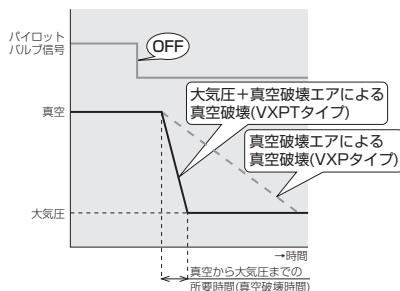 パイロット
バルブ信号
OFF
大気圧＋真空破壊エアによる
真空破壊(VXPTタイプ)
真空
真空破壊エアによる
真空破壊(VXPタイプ)
大気圧
→時間
真空から大気圧までの
所要時間(真空破壊時間)